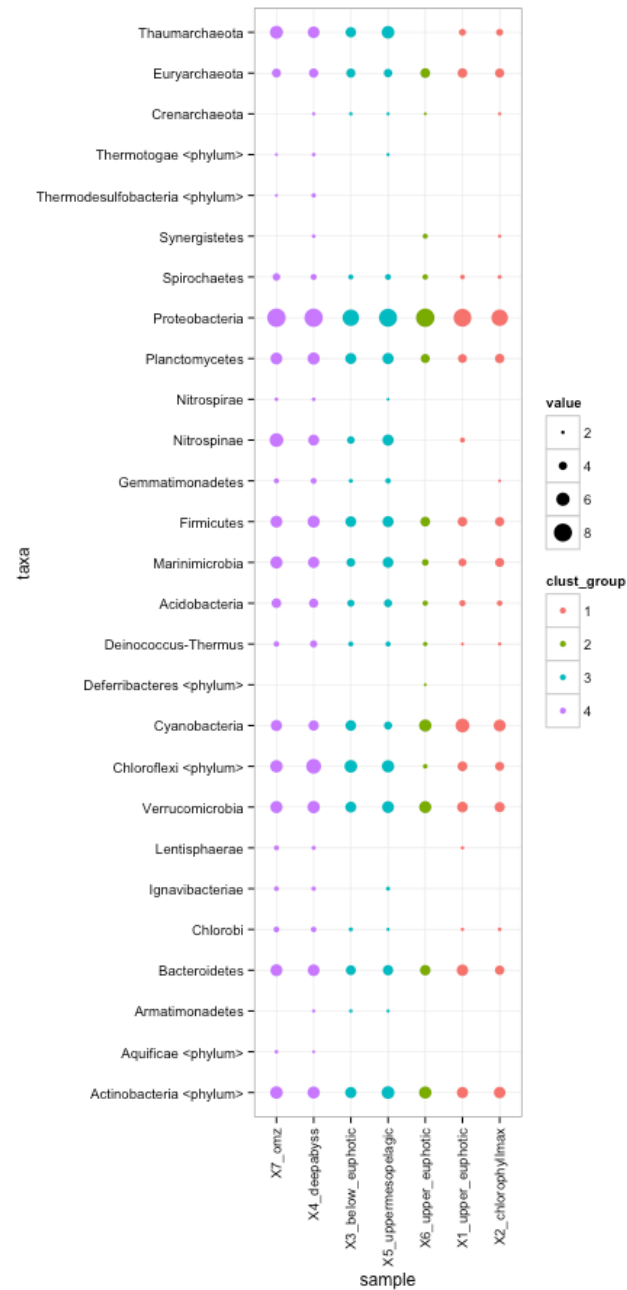 Thaumarchaeota
Euryarchaeota
Crenarchaeota
Thermotogae <phylum>
Thermodesulfobacteria <phylum>
Synergistetes
Spirochaetes
Proteobacteria
Planctomycetes
Nitrospirae
Nitrospinae
Gemmatimonadetes
Firmicutes
Marinimicrobia
Acidobacteria
Deinococcus-Thermus
Deferribacteres <phylum>
Cyanobacteria
Chloroflexi <phylum>
Verrucomicrobia
Lentisphaerae
Ignavibacteriae
Chlorobi
Bacteroidetes
Armatimonadetes
Aquificae <phylum>
Actinobacteria <phylum>
taxa
X7_omz
X4_deepabyss
X3_below_euphotic
X5_uppermesopelagic
X6_upper_euphotic
X1_upper_euphotic
X2_chlorophyllmax
sample
value
2
4
6
8
clust_group
1
2
3
4